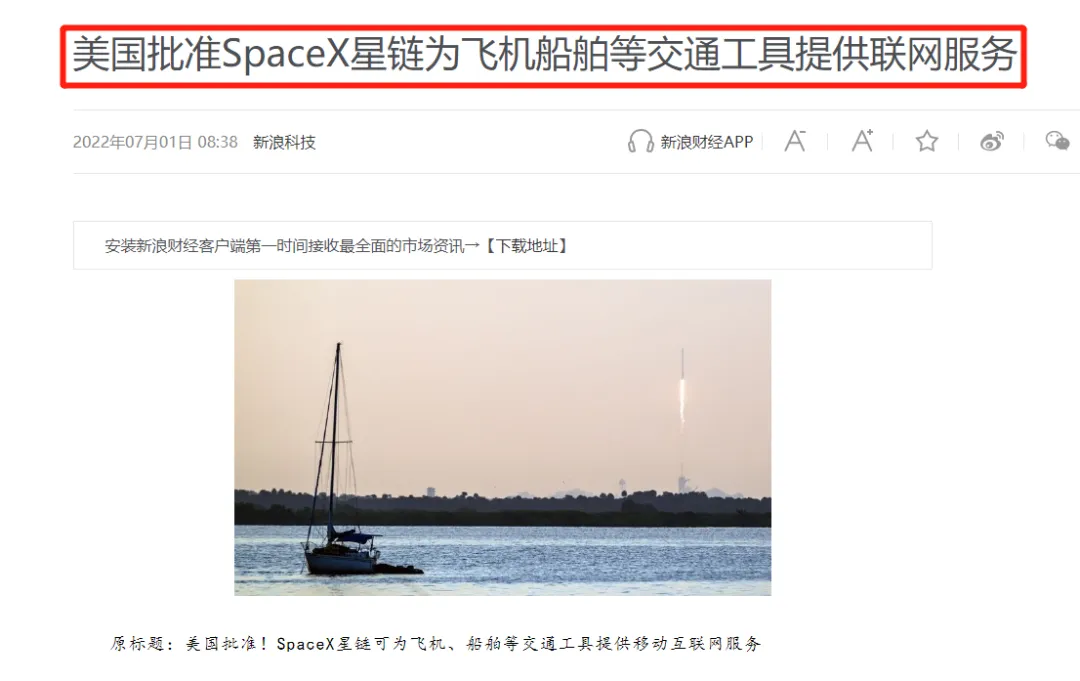 美国批准SpaceX星链为飞机船舶等交通工具提供联网服务
2022年07月01日 08:38 新浪科技 新浪财经APP A- A+
安装新浪财经客户端第一时间接收最全面的市场资讯→【下载地址】
原标题：美国批准！SpaceX星链可为飞机、船舶等交通工具提供移动互联网服务